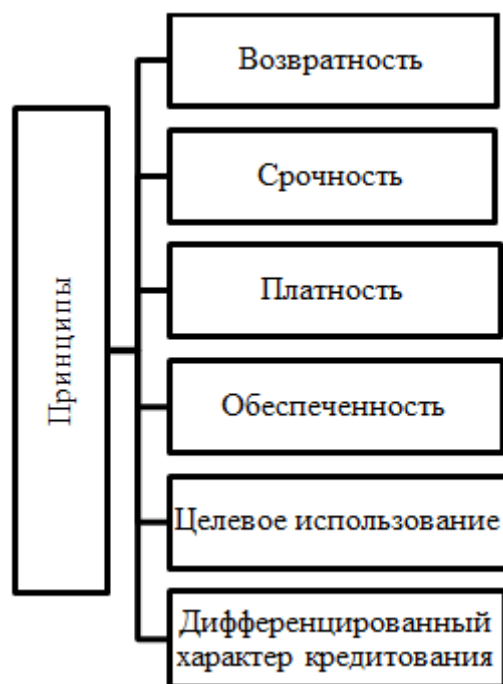 Принципы
Возвратность
Срочность
Платность
Обеспеченность
Целевое использование
Дифференцированный
характер кредитования